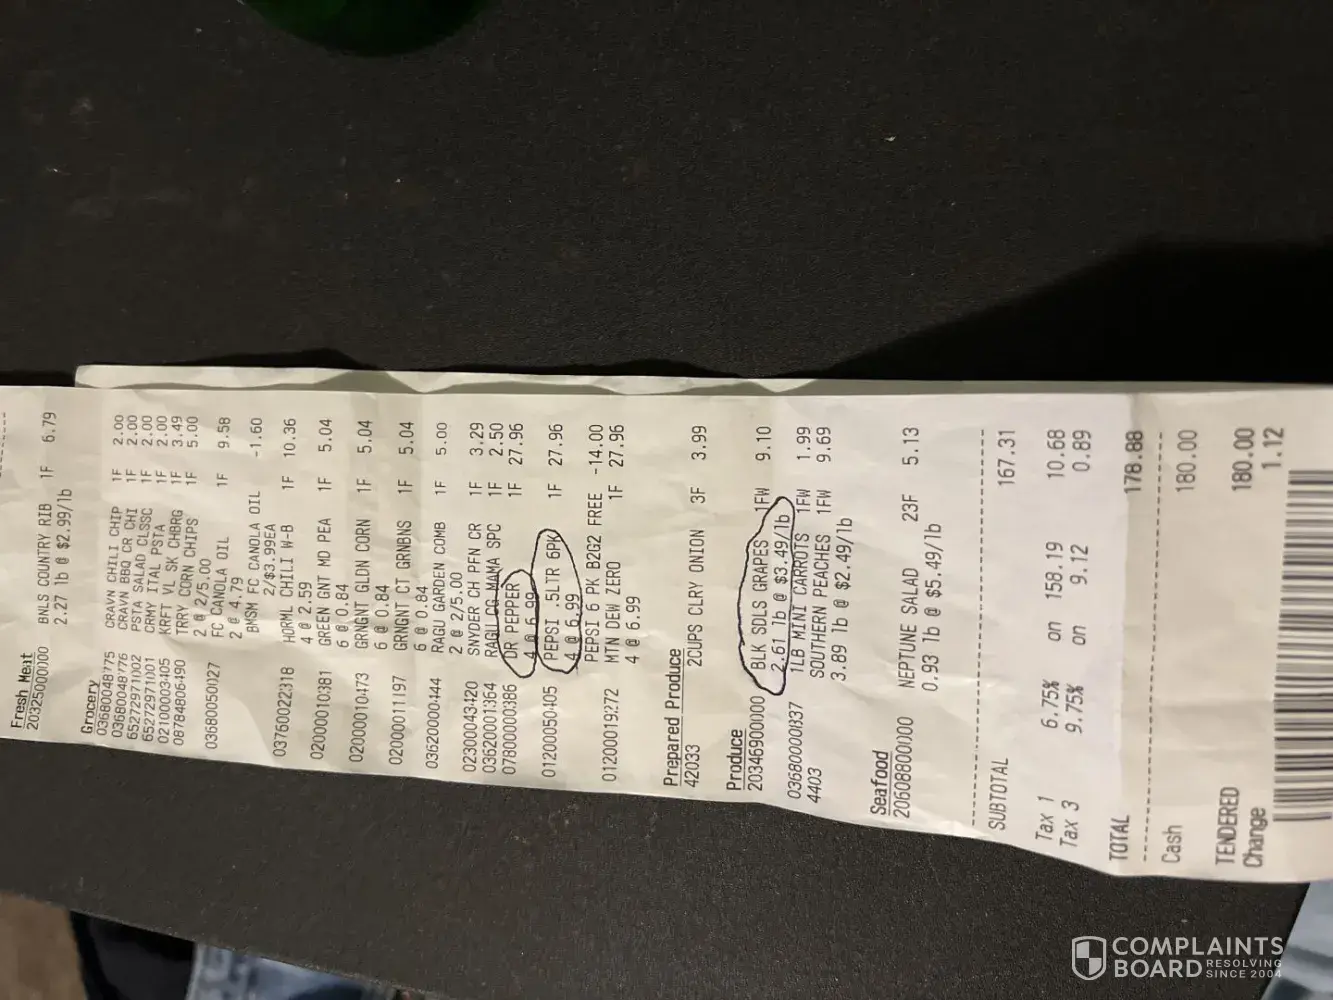 Fresh Meat
20325000000 BNLS COUNTRY RIB 1F 6.79
2.27 lb @ $2.99/lb
Grocery
03680048775 CRAVN CHILI CHIP 1F 2.00
03680048776 CRAVN BBQ CR CHI 1F 2.00
65272971002 PSTA SALAD CLSSC 1F 2.00
65272971001 CRMY ITAL PSTA 1F 2.00
02100003405 KRFT VL SK CHBRG 1F 3.49
08784806490 TRRY CORN CHIPS 1F 5.00
2 @ 2/5.00
03680050027 FC CANOLA OIL 1F 9.58
2 @ 4.79
BMSM FC CANOLA OIL -1.60
2/$3.99EA
03760022318 HORML CHILI W-B 1F 10.36
4 @ 2.59
02000010381 GREEN GNT MD PEA 1F 5.04
6 @ 0.84
02000010473 GRNGNT GLDN CORN 1F 5.04
6 @ 0.84
02000011197 GRNGNT CT GRNBNS 1F 5.04
6 @ 0.84
03620000444 RAGU GARDEN COMB 1F 5.00
2 @ 2/5.00
02300043420 SNYDER CH PFN CR 1F 3.29
03620001364 RAGU CG MAMA SPC 1F 2.50
07800000386 DR PEPPER 1F 27.96
4 @ 6.99
01200050405 PEPSI .5LTR 6PK 1F 27.96
4 @ 6.99
PEPSI 6 PK B2G2 FREE -14.00
01200019272 MTN DEW ZERO 1F 27.96
4 @ 6.99
Prepared Produce
42033 2CUPS CLRY ONION 3F 3.99
Produce
20346900000 BLK SDLS GRAPES 1FW 9.10
2.61 lb @ $3.49/lb
03680000837 1LB MINI CARROTS 1FW 1.99
4403 SOUTHERN PEACHES 1FW 9.69
3.89 lb @ $2.49/lb
Seafood
20608800000 NEPTUNE SALAD 23F 5.13
0.93 lb @ $5.49/lb
SUBTOTAL 167.31
Tax 1 6.75% on 158.19 10.68
Tax 3 9.75% on 9.12 0.89
TOTAL 178.88
Cash 180.00
TENDERED 180.00
Change 1.12
COMPLAINTS
BOARD RESOLVING
SINCE 2004